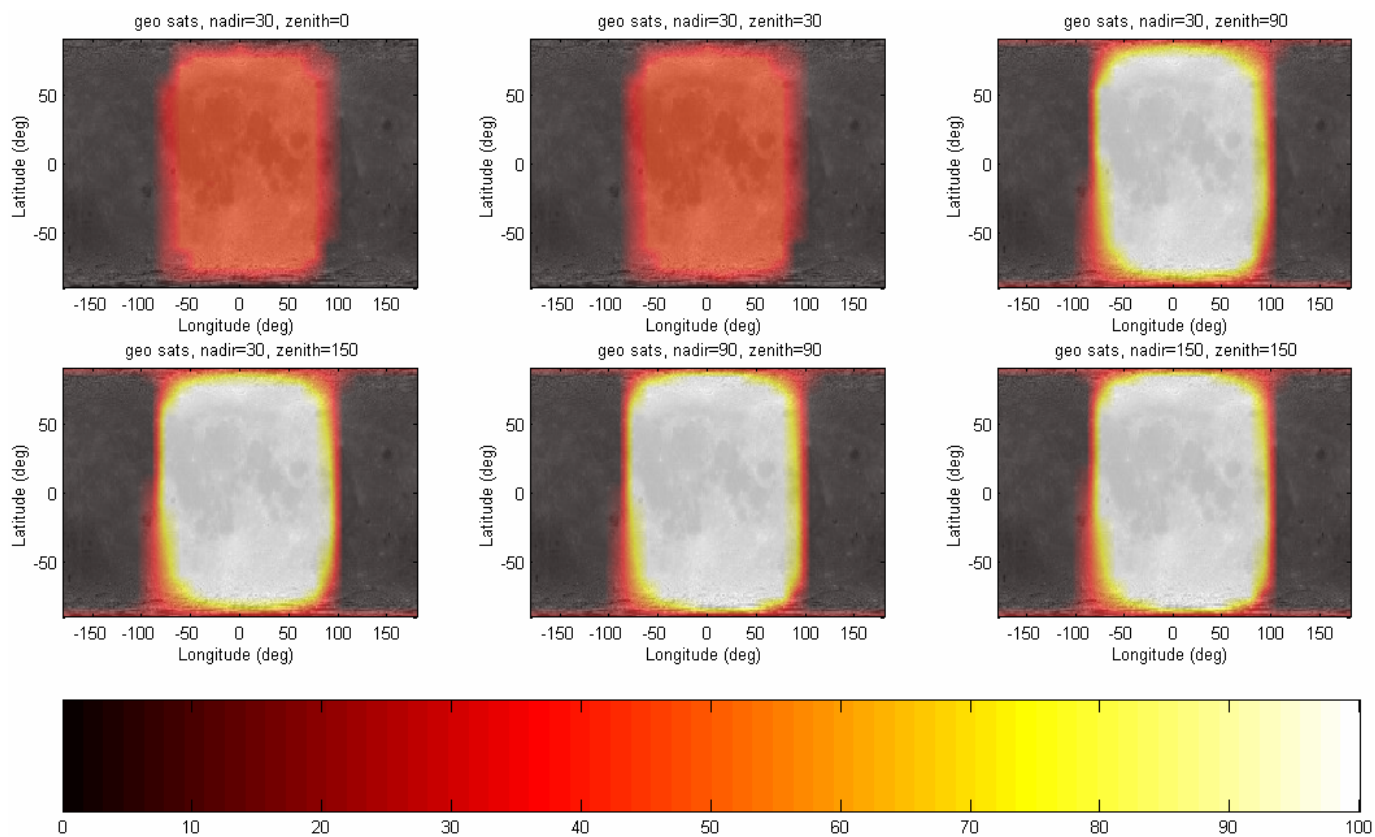 geo sats, nadir=30, zenith=0
geo sats, nadir=30, zenith=30
geo sats, nadir=30, zenith=90
Latitude (deg)
50
0
-50
-150 -100 -50 0 50 100 150
Longitude (deg)
Latitude (deg)
50
0
-50
-150 -100 -50 0 50 100 150
Longitude (deg)
Latitude (deg)
50
0
-50
-150 -100 -50 0 50 100 150
Longitude (deg)
geo sats, nadir=30, zenith=150
geo sats, nadir=90, zenith=90
geo sats, nadir=150, zenith=150
Latitude (deg)
50
0
-50
-150 -100 -50 0 50 100 150
Longitude (deg)
Latitude (deg)
50
0
-50
-150 -100 -50 0 50 100 150
Longitude (deg)
Latitude (deg)
50
0
-50
-150 -100 -50 0 50 100 150
Longitude (deg)
0 10 20 30 40 50 60 70 80 90 100